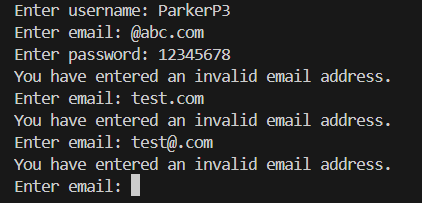 Enter username: ParkerP3
Enter email: @abc.com
Enter password: 12345678
You have entered an invalid email address.
Enter email: test.com
You have entered an invalid email address.
Enter email: test@.com
You have entered an invalid email address.
Enter email: